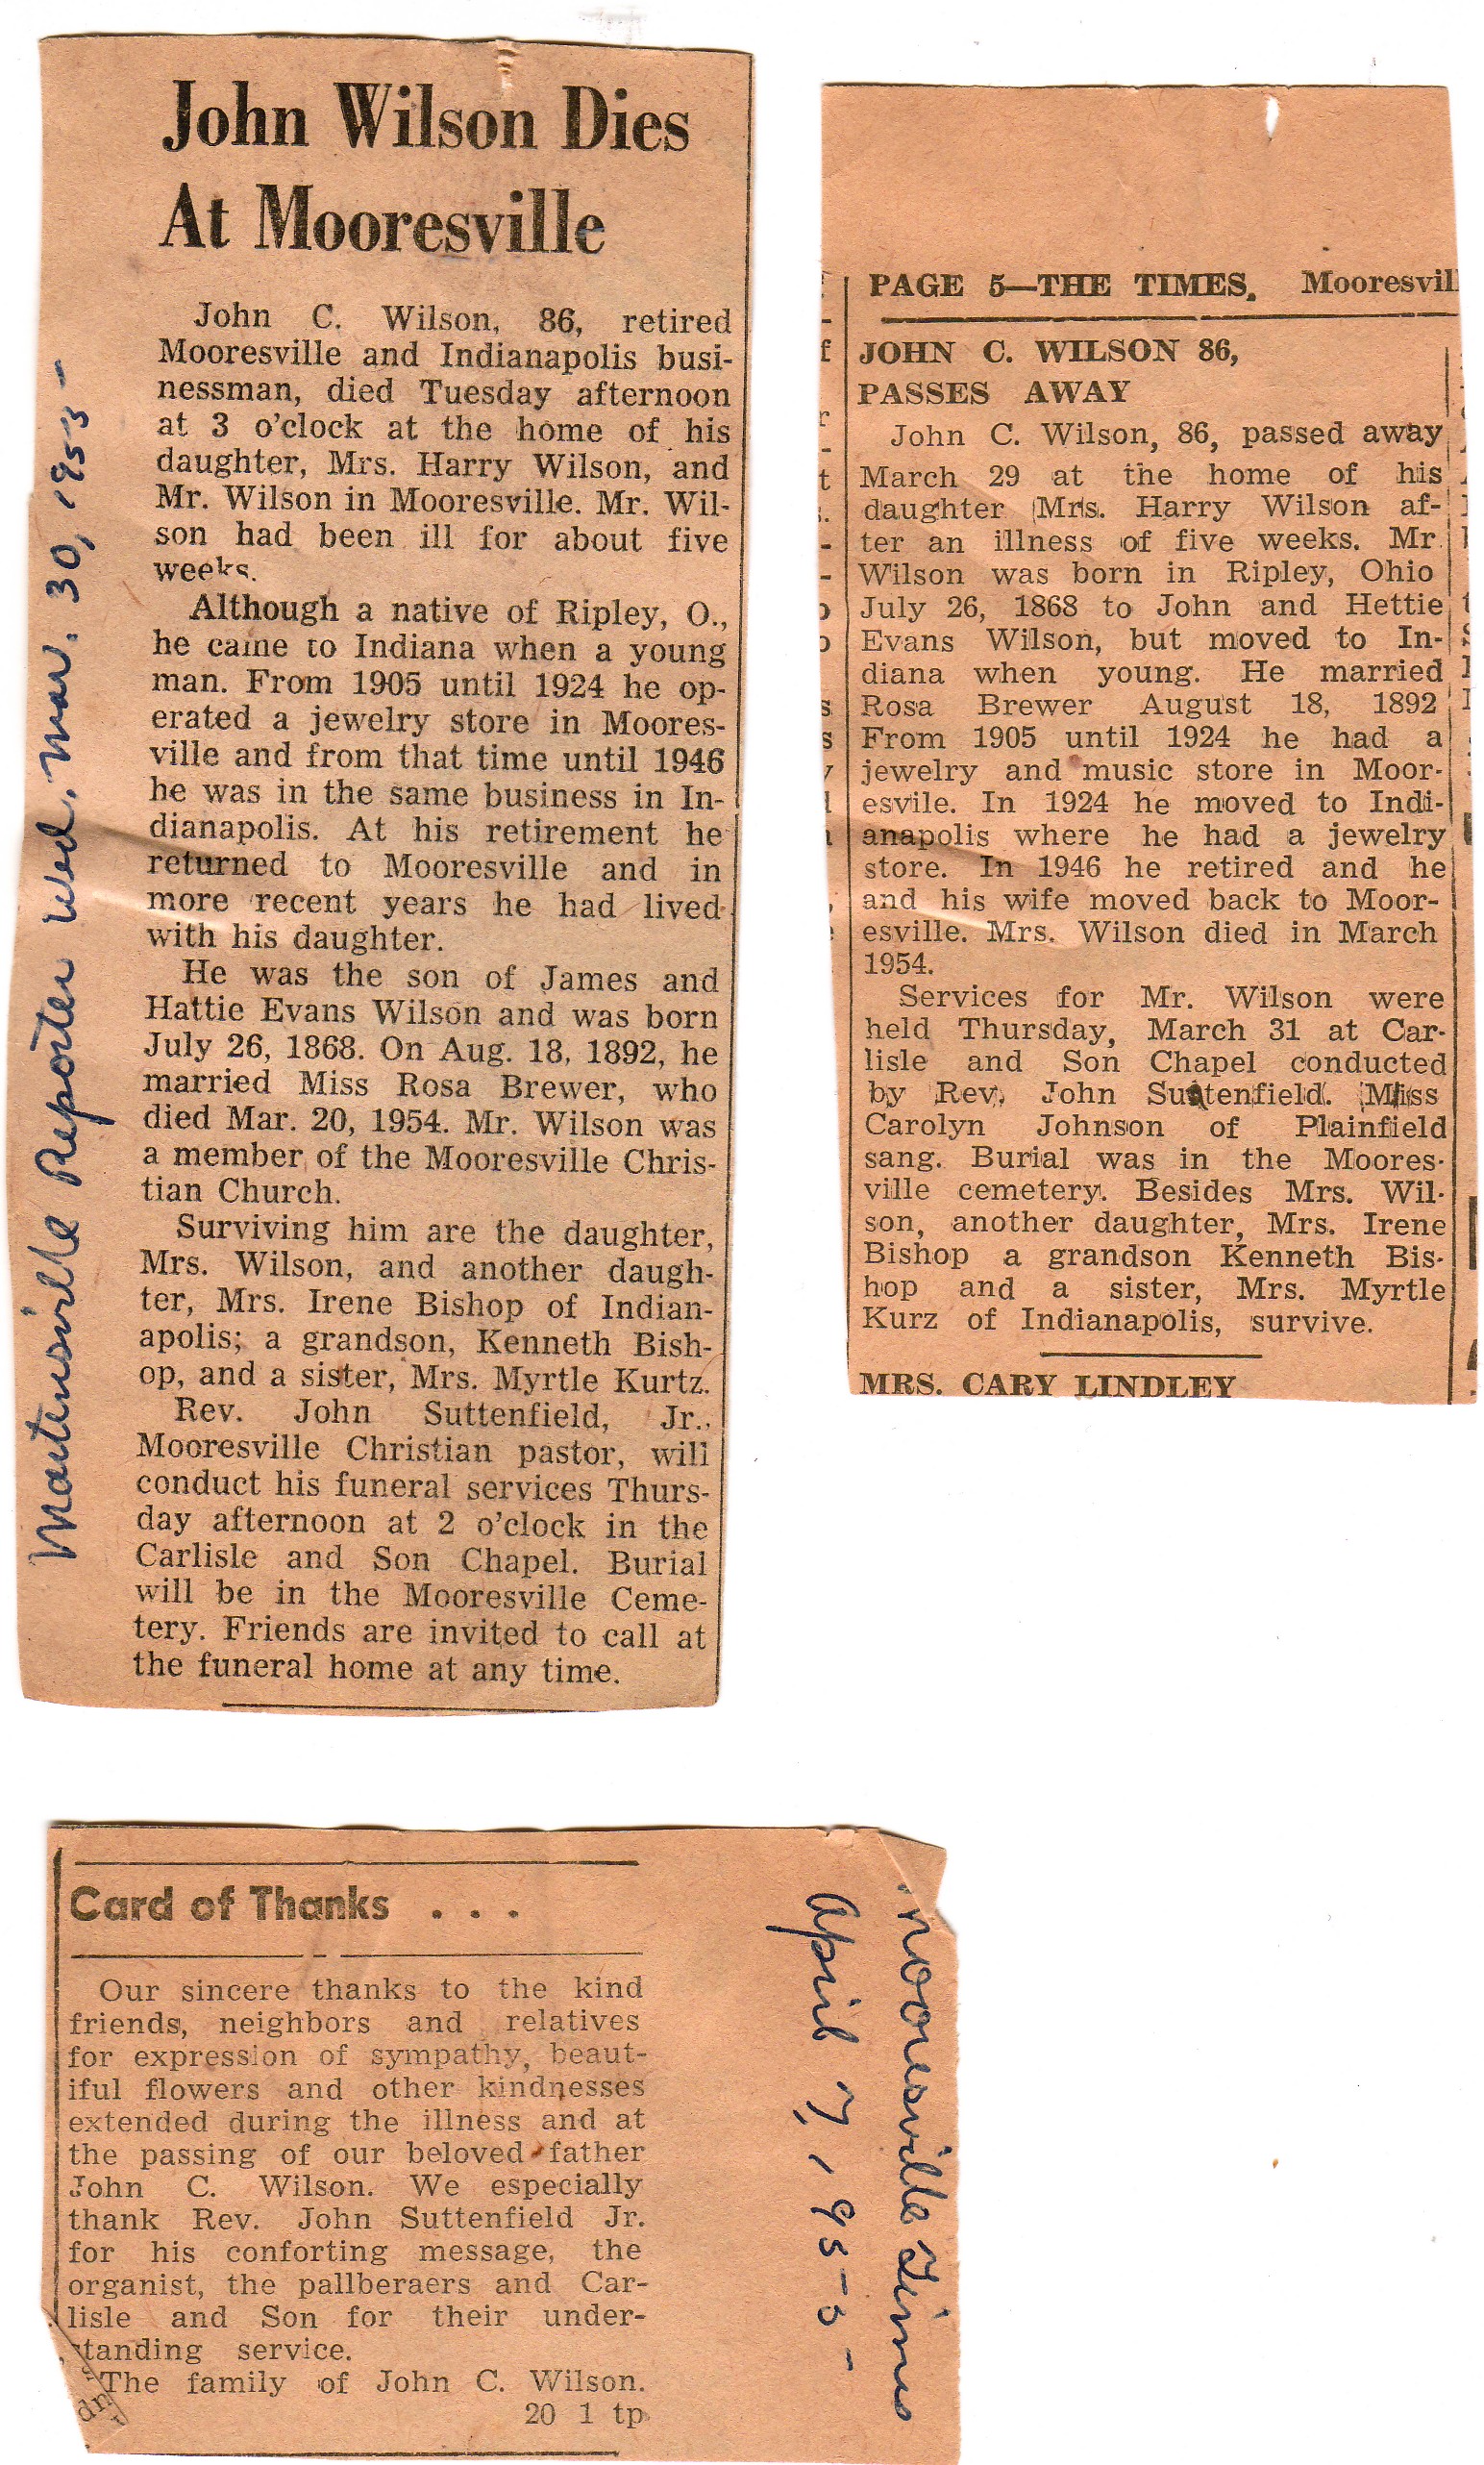 John Wilson Dies
At Mooresville
John C. Wilson, 86, retired
Mooresville and Indianapolis busi-
nessman, died Tuesday afternoon
at 3 o'clock at the home of his
daughter, Mrs. Harry Wilson, and
Mr. Wilson in Mooresville. Mr. Wil-
son had been ill for about five
weeks.
Although a native of Ripley, O.,
he came to Indiana when a young
man. From 1905 until 1924 he op-
erated a jewelry store in Moores-
ville and from that time until 1946
he was in the same business in In-
dianapolis. At his retirement he
returned to Mooresville and in
more recent years he had lived
with his daughter.
He was the son of James and
Hattie Evans Wilson and was born
July 26, 1868. On Aug. 18, 1892, he
married Miss Rosa Brewer, who
died Mar. 20, 1954. Mr. Wilson was
a member of the Mooresville Chris-
tian Church.
Surviving him are the daughter,
Mrs. Wilson, and another daugh-
ter, Mrs. Irene Bishop of Indian-
apolis; a grandson, Kenneth Bish-
op, and a sister, Mrs. Myrtle Kurtz.
Rev. John Suttenfield, Jr.,
Mooresville Christian pastor, will
conduct his funeral services Thurs-
day afternoon at 2 o'clock in the
Carlisle and Son Chapel. Burial
will be in the Mooresville Ceme-
tery. Friends are invited to call at
the funeral home at any time.
Martinsville Reporter Wed. Mar. 30, 1955-
PAGE 5—THE TIMES, Mooresvil
JOHN C. WILSON 86,
PASSES AWAY
John C. Wilson, 86, passed away
March 29 at the home of his
daughter Mrs. Harry Wilson af-
ter an illness of five weeks. Mr.
Wilson was born in Ripley, Ohio
July 26, 1868 to John and Hettie
Evans Wilson, but moved to In-
diana when young. He married
Rosa Brewer August 18, 1892
From 1905 until 1924 he had a
jewelry and music store in Moor-
esvile. In 1924 he moved to Indi-
anapolis where he had a jewelry
store. In 1946 he retired and he
and his wife moved back to Moor-
esville. Mrs. Wilson died in March
1954.
Services for Mr. Wilson were
held Thursday, March 31 at Car-
lisle and Son Chapel conducted
by Rev. John Suttenfield. Miss
Carolyn Johnson of Plainfield
sang. Burial was in the Moores-
ville cemetery. Besides Mrs. Wil-
son, another daughter, Mrs. Irene
Bishop a grandson Kenneth Bis-
hop and a sister, Mrs. Myrtle
Kurz of Indianapolis, survive.
MRS. CARY LINDLEY
Card of Thanks . . .
Our sincere thanks to the kind
friends, neighbors and relatives
for expression of sympathy, beaut-
iful flowers and other kindnesses
extended during the illness and at
the passing of our beloved father
John C. Wilson. We especially
thank Rev. John Suttenfield Jr.
for his conforting message, the
organist, the pallberaers and Car-
lisle and Son for their under-
standing service.
The family of John C. Wilson.
20 1 tp
Mooresville Times
April 7, 1955-